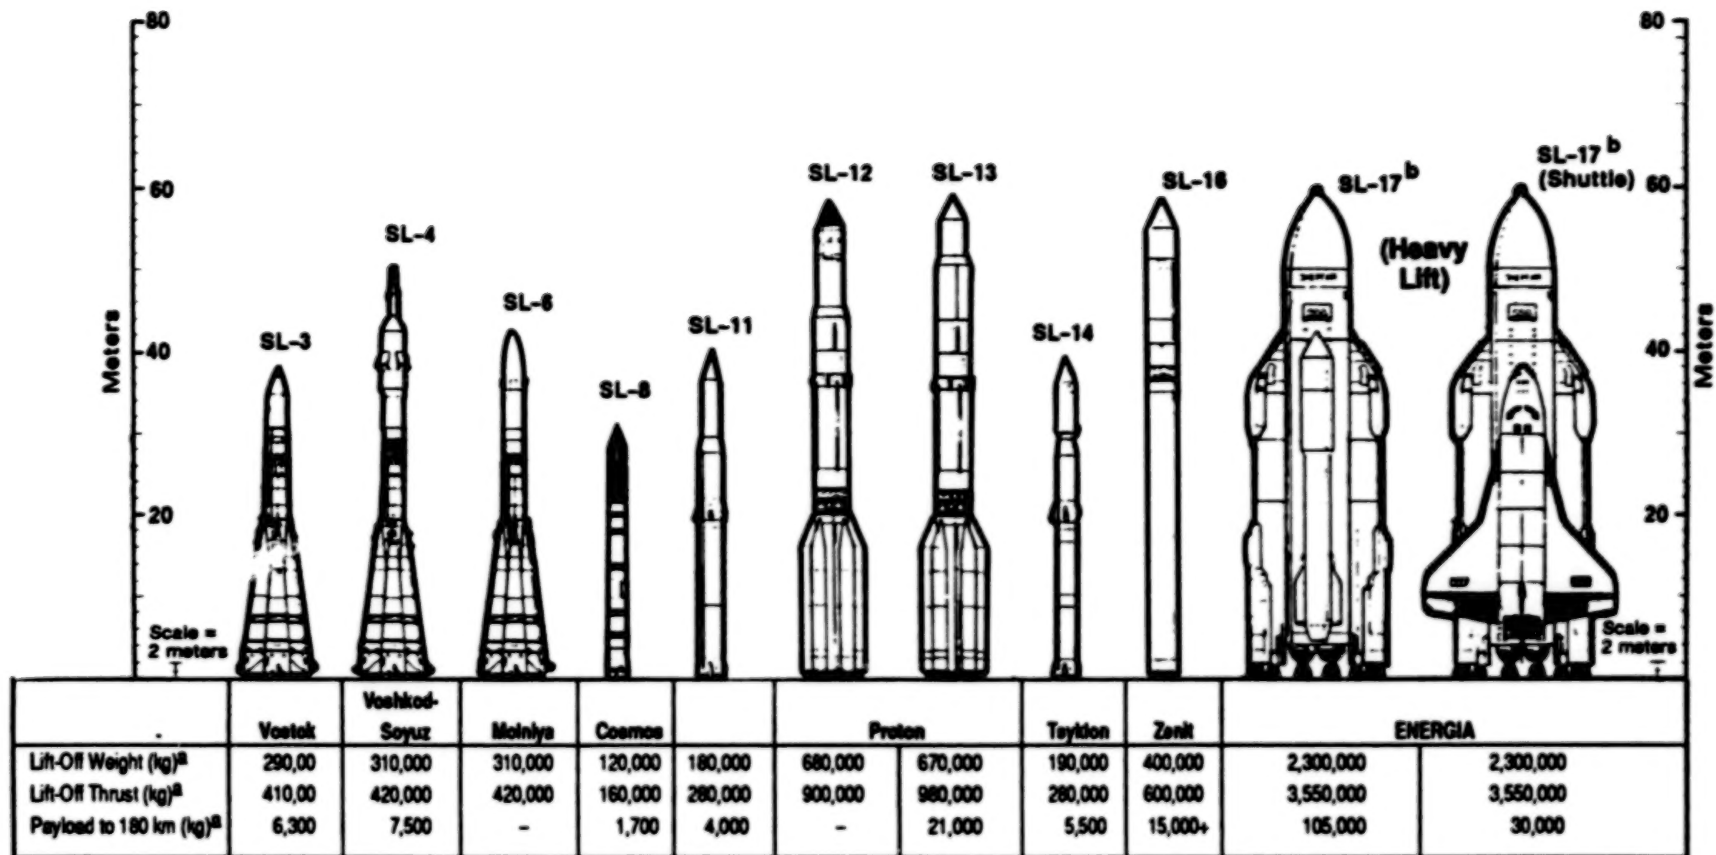 80
80
SL-17 b
(Shuttle)
SL-12
SL-13
SL-16
SL-17 b
60
60
SL-4
(Heavy
Lift)
SL-6
SL-11
SL-14
SL-3
Meters
40
40
Meters
SL-8
20
20
Scale =
2 meters
Scale =
2 meters
Vostok Voshkod-
Soyuz Molniya Cosmos Proton Tsyklon Zenit ENERGIA
Lift-Off Weight (kg)a 290,00 310,000 310,000 120,000 180,000 680,000 670,000 190,000 400,000 2,300,000 2,300,000
Lift-Off Thrust (kg)a 410,00 420,000 420,000 160,000 280,000 900,000 980,000 280,000 600,000 3,550,000 3,550,000
Payload to 180 km (kg)a 6,300 7,500 – 1,700 4,000 – 21,000 5,500 15,000+ 105,000 30,000